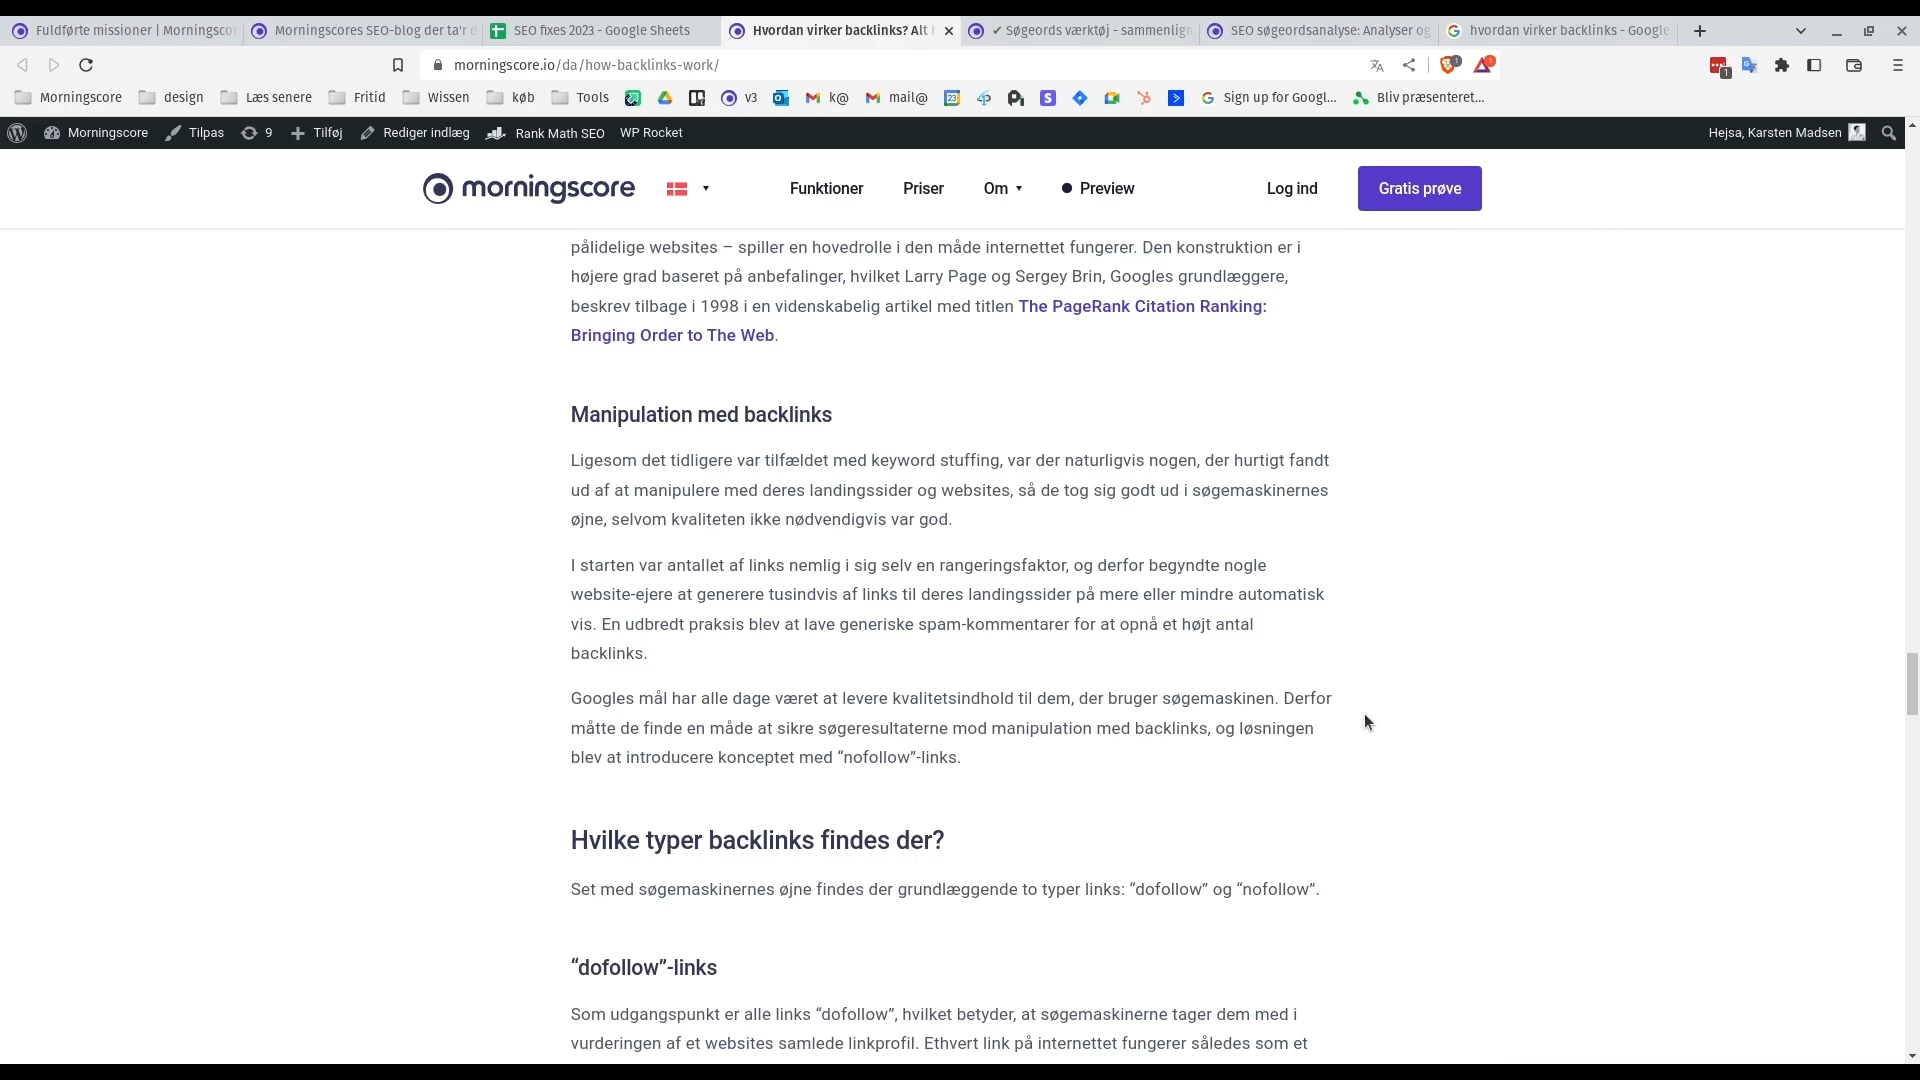 Fuldførte missioner | Morningscor
Morningscores SEO-blog der ta'r d
SEO fixes 2023 - Google Sheets
Hvordan virker backlinks? Alt h
✔ Søgeords værktøj - sammenlign
SEO søgeordsanalyse: Analyser og
hvordan virker backlinks - Google
morningscore.io/da/how-backlinks-work/
1
1
1
Morningscore
design
Læs senere
Fritid
Wissen
køb
Tools
v3
k@
mail@
23
Sign up for Googl...
Bliv præsenteret...
Morningscore
Tilpas
9
Tilføj
Rediger indlæg
Rank Math SEO
WP Rocket
Hejsa, Karsten Madsen
morningscore
Funktioner
Priser
Om
Preview
Log ind
Gratis prøve
pålidelige websites – spiller en hovedrolle i den måde internettet fungerer. Den konstruktion er i
højere grad baseret på anbefalinger, hvilket Larry Page og Sergey Brin, Googles grundlæggere,
beskrev tilbage i 1998 i en videnskabelig artikel med titlen The PageRank Citation Ranking:
Bringing Order to The Web.
Manipulation med backlinks
Ligesom det tidligere var tilfældet med keyword stuffing, var der naturligvis nogen, der hurtigt fandt
ud af at manipulere med deres landingssider og websites, så de tog sig godt ud i søgemaskinernes
øjne, selvom kvaliteten ikke nødvendigvis var god.
I starten var antallet af links nemlig i sig selv en rangeringsfaktor, og derfor begyndte nogle
website-ejere at generere tusindvis af links til deres landingssider på mere eller mindre automatisk
vis. En udbredt praksis blev at lave generiske spam-kommentarer for at opnå et højt antal
backlinks.
Googles mål har alle dage været at levere kvalitetsindhold til dem, der bruger søgemaskinen. Derfor
måtte de finde en måde at sikre søgeresultaterne mod manipulation med backlinks, og løsningen
blev at introducere konceptet med “nofollow”-links.
Hvilke typer backlinks findes der?
Set med søgemaskinernes øjne findes der grundlæggende to typer links: “dofollow” og “nofollow”.
“dofollow”-links
Som udgangspunkt er alle links “dofollow”, hvilket betyder, at søgemaskinerne tager dem med i
vurderingen af et websites samlede linkprofil. Ethvert link på internettet fungerer således som et